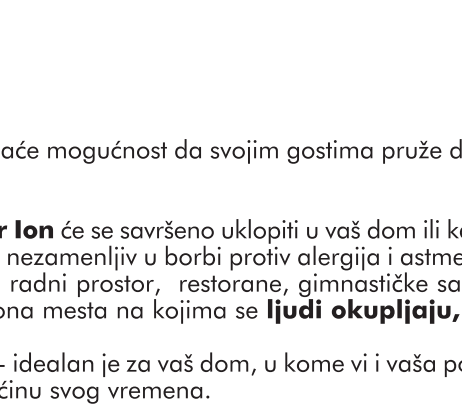 aće mogućnost da svojim gostima pruže d
r Ion će se savršeno uklopiti u vaš dom ili k
nezamenljiv u borbi protiv alergija i astme
radni prostor, restorane, gimnastičke sa
ona mesta na kojima se ljudi okupljaju,
- idealan je za vaš dom, u kome vi i vaša po
ćinu svog vremena.